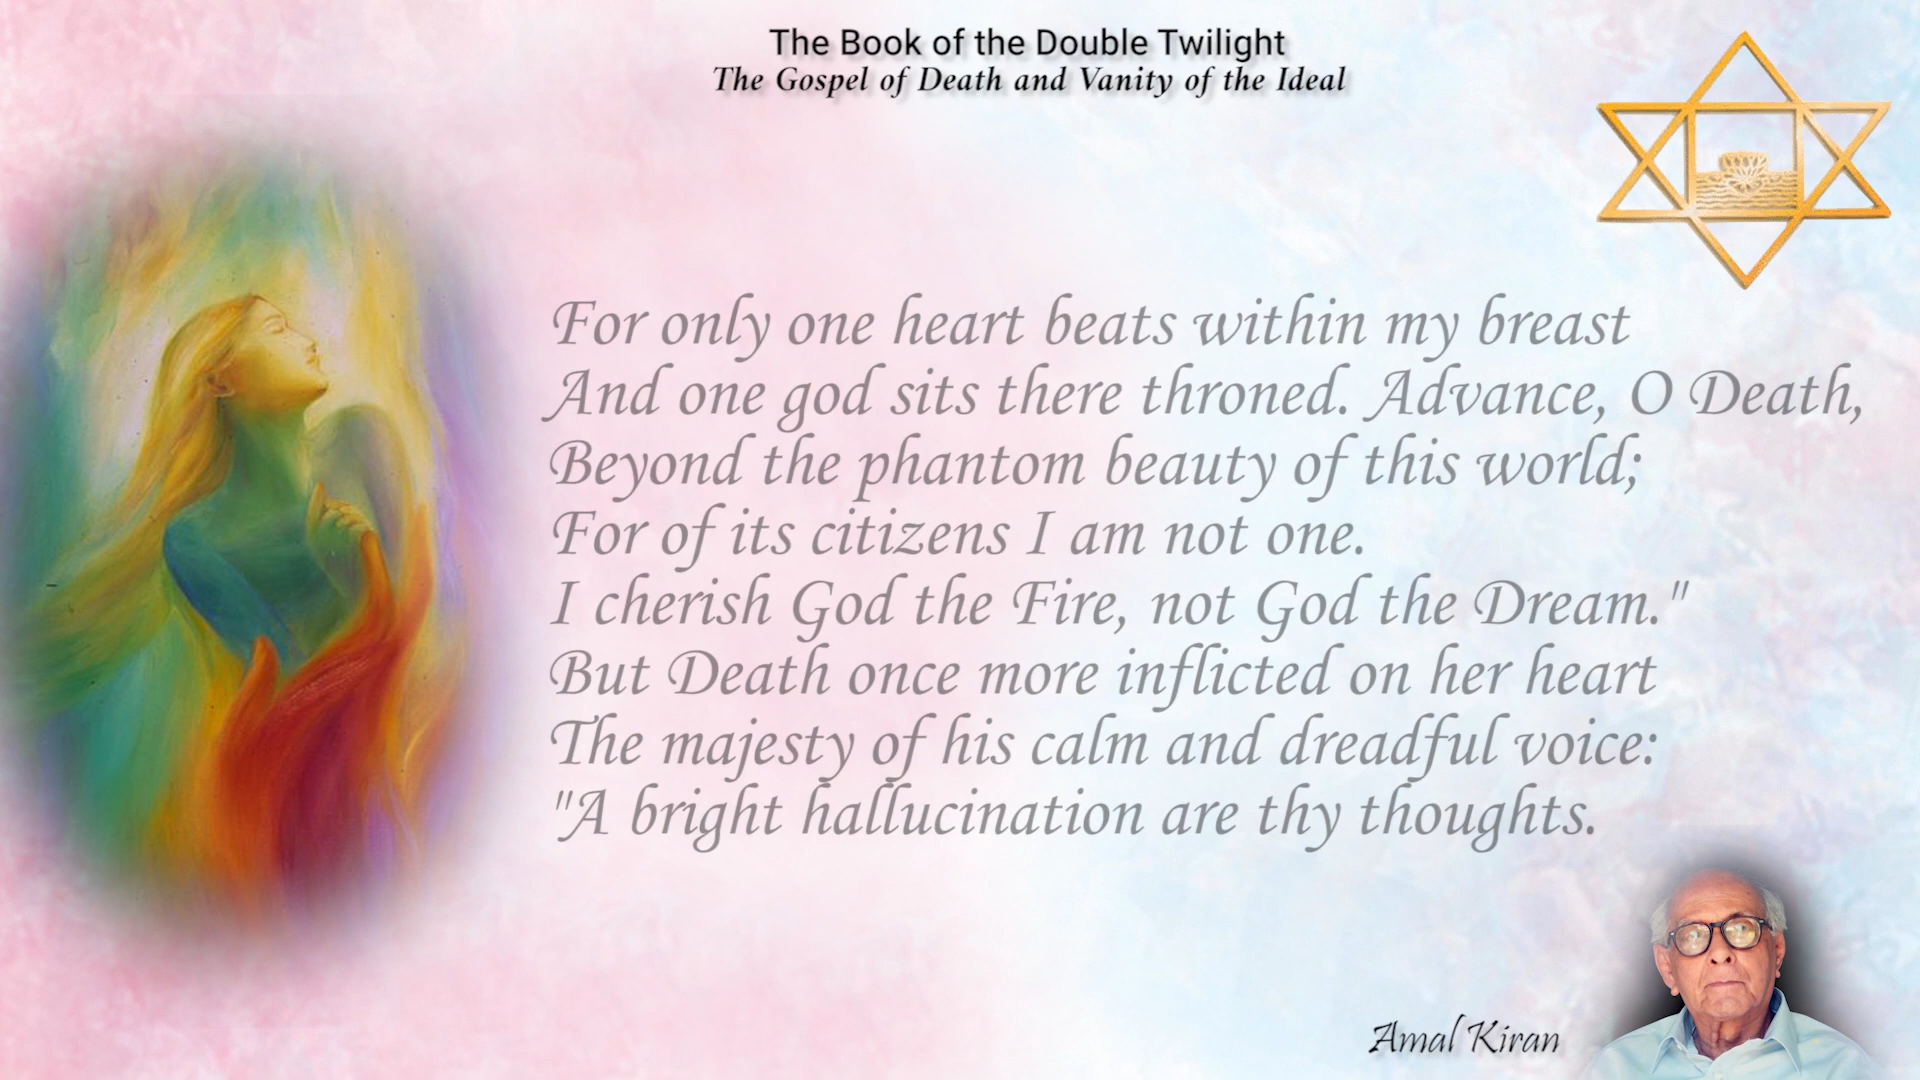 The Book of the Double Twilight
The Gospel of Death and Vanity of the Ideal
For only one heart beats within my breast
And one god sits there throned. Advance, O Death,
Beyond the phantom beauty of this world;
For of its citizens I am not one.
I cherish God the Fire, not God the Dream."
But Death once more inflicted on her heart
The majesty of his calm and dreadful voice:
"A bright hallucination are thy thoughts.
Amal Kiran